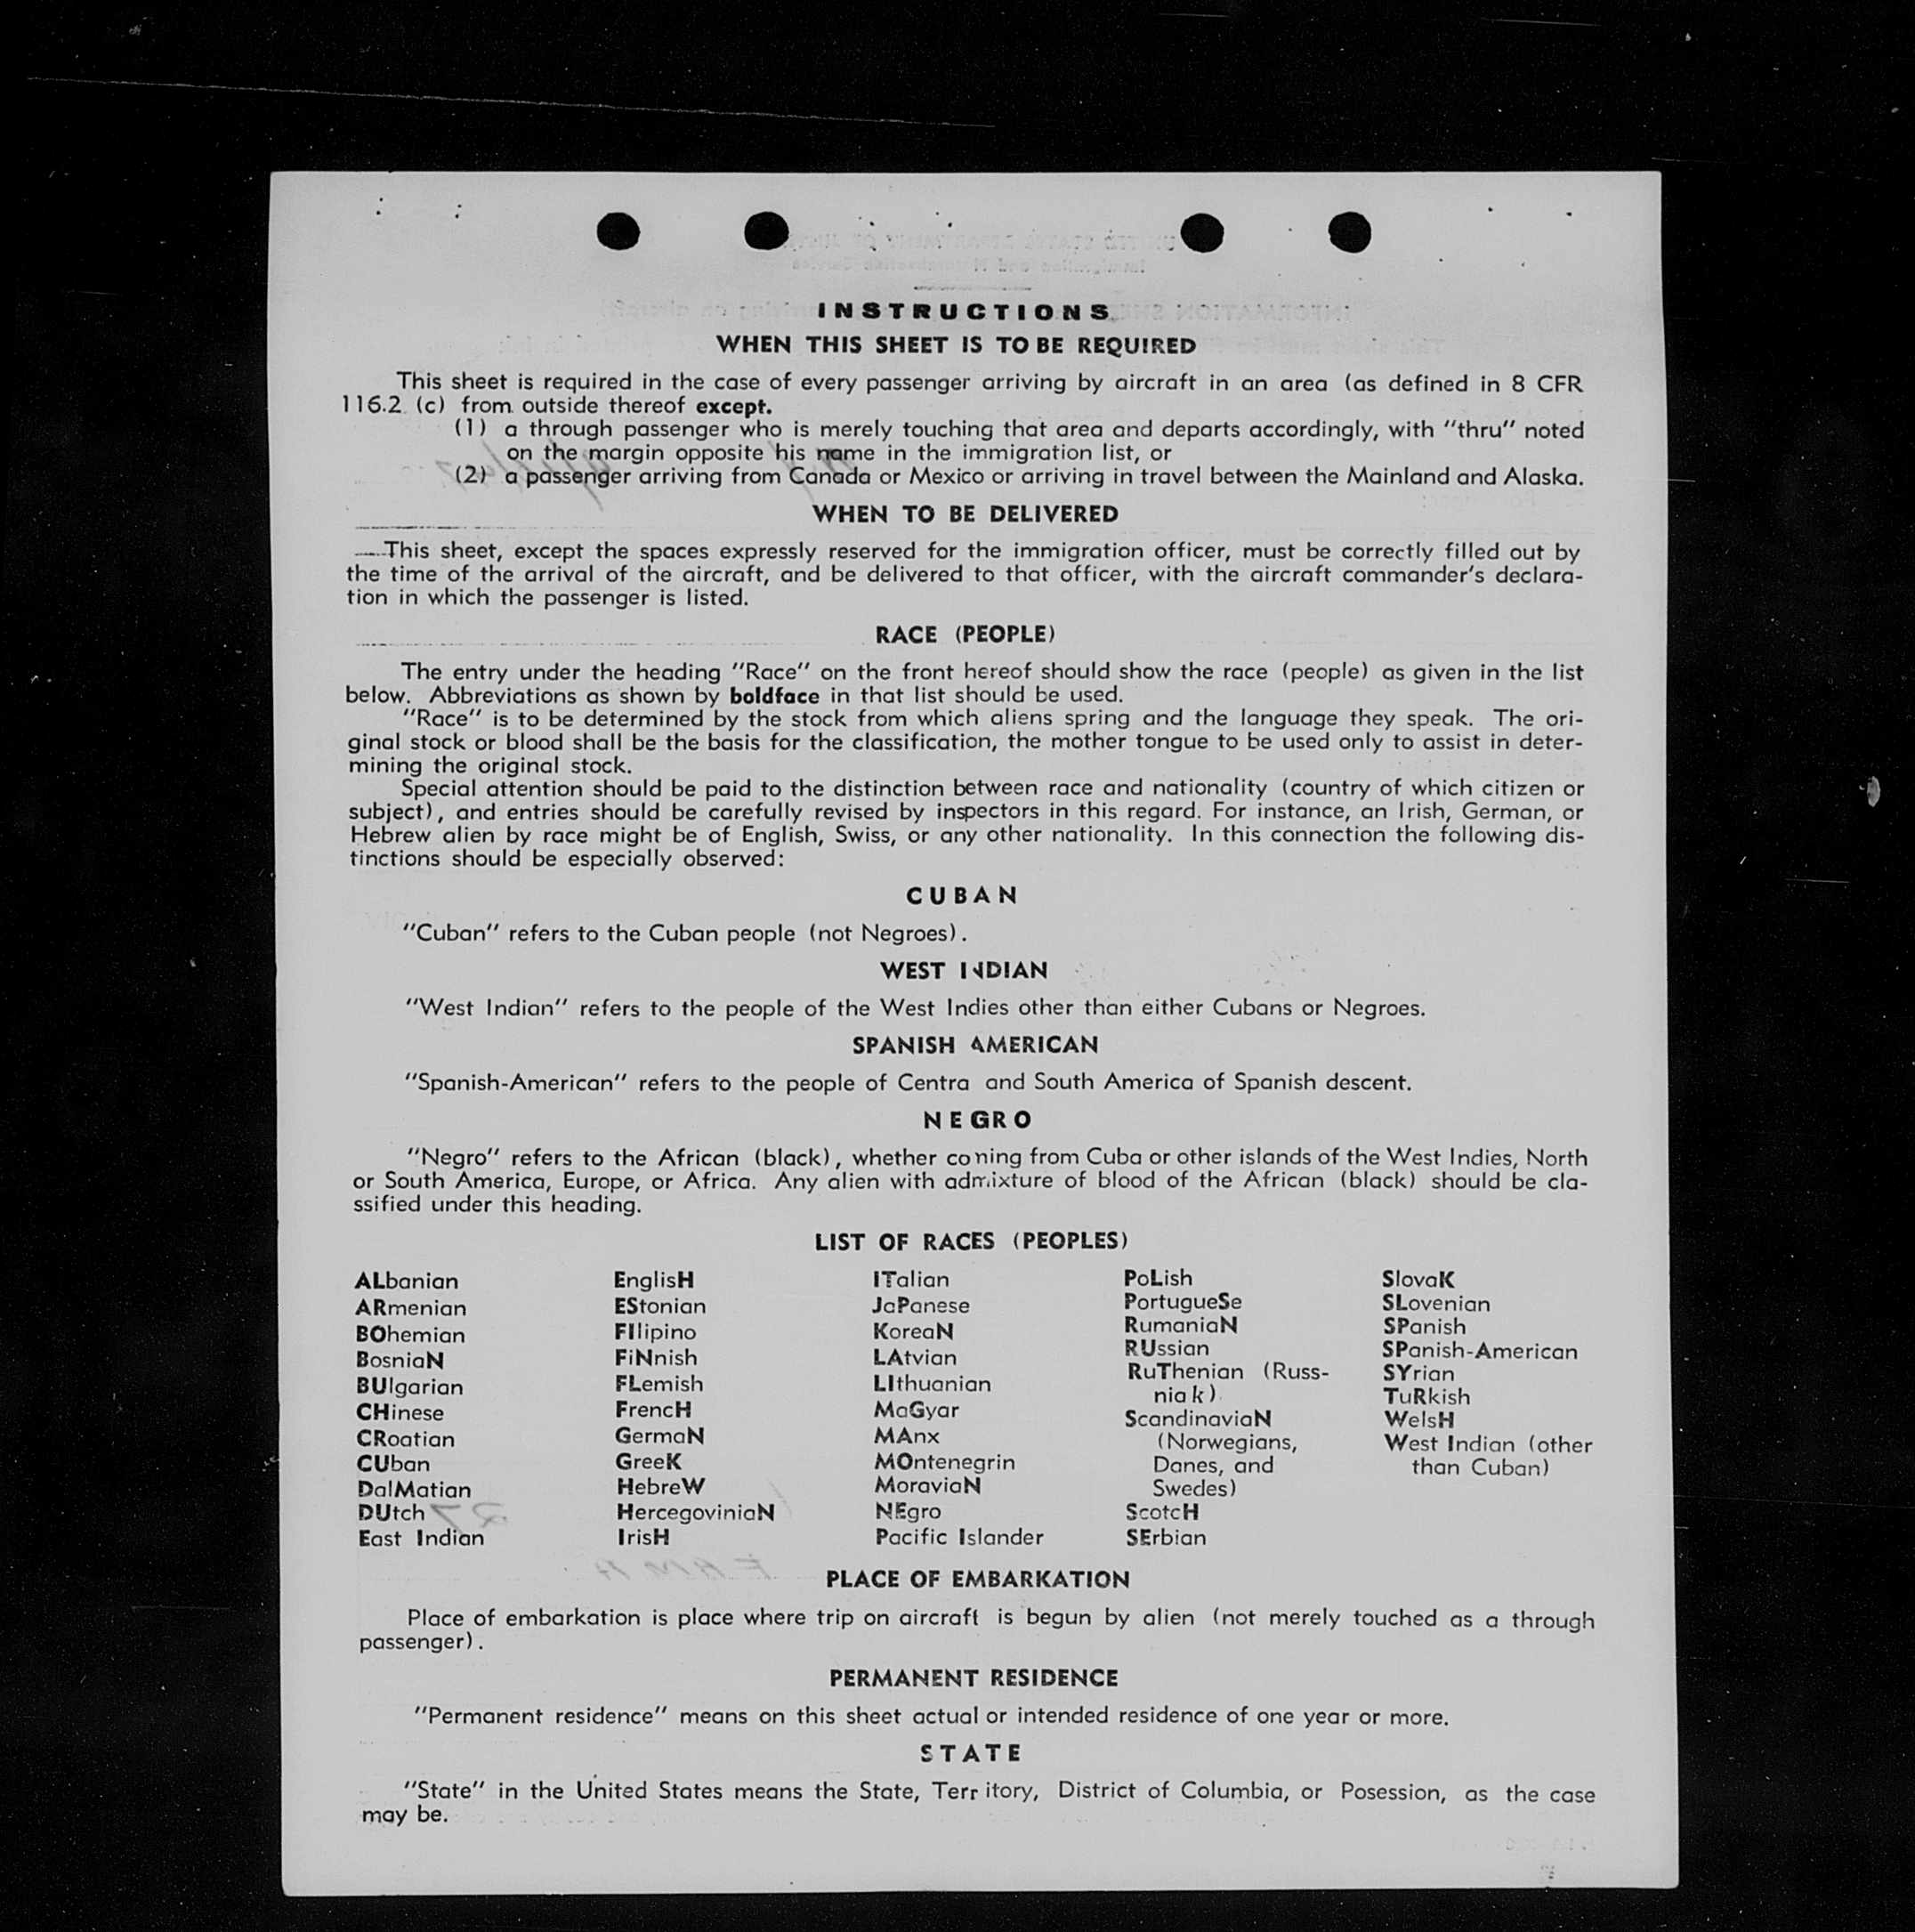 INSTRUCTIONS
WHEN THIS SHEET IS TO BE REQUIRED
This sheet is required in the case of every passenger arriving by aircraft in an area (as defined in 8 CFR
116.2 (c) from outside thereof except.
(1) a through passenger who is merely touching that area and departs accordingly, with "thru" noted
on the margin opposite his name in the immigration list, or
(2) a passenger arriving from Canada or Mexico or arriving in travel between the Mainland and Alaska.
WHEN TO BE DELIVERED
This sheet, except the spaces expressly reserved for the immigration officer, must be correctly filled out by
the time of the arrival of the aircraft, and be delivered to that officer, with the aircraft commander's declara-
tion in which the passenger is listed.
RACE (PEOPLE)
The entry under the heading "Race" on the front hereof should show the race (people) as given in the list
below. Abbreviations as shown by boldface in that list should be used.
"Race" is to be determined by the stock from which aliens spring and the language they speak. The ori-
ginal stock or blood shall be the basis for the classification, the mother tongue to be used only to assist in deter-
mining the original stock.
Special attention should be paid to the distinction between race and nationality (country of which citizen or
subject), and entries should be carefully revised by inspectors in this regard. For instance, an Irish, German, or
Hebrew alien by race might be of English, Swiss, or any other nationality. In this connection the following dis-
tinctions should be especially observed:
CUBAN
"Cuban" refers to the Cuban people (not Negroes).
WEST INDIAN
"West Indian" refers to the people of the West Indies other than either Cubans or Negroes.
SPANISH AMERICAN
"Spanish-American" refers to the people of Centra and South America of Spanish descent.
NEGRO
"Negro" refers to the African (black), whether coming from Cuba or other islands of the West Indies, North
or South America, Europe, or Africa. Any alien with admixture of blood of the African (black) should be cla-
ssified under this heading.
LIST OF RACES (PEOPLES)
ALbanian
ARmenian
BOhemian
BosniaN
BUlgarian
CHinese
CRoatian
CUban
DalMatian
DUtch
East Indian
EnglisH
EStonian
FIlipino
FiNnish
FLemish
FrencH
GermaN
GreeK
HebreW
HercegoviniaN
IrisH
ITalian
JaPanese
KoreaN
LAtvian
LIthuanian
MaGyar
MAnx
MOntenegrin
MoraviaN
NEgro
Pacific Islander
PoLish
PortugueSe
RumaniaN
RUssian
RuThenian (Russ-
niak)
ScandinaviaN
(Norwegians,
Danes, and
Swedes)
ScotcH
SErbian
SlovaK
SLovenian
SPanish
SPanish-American
SYrian
TuRkish
WelsH
West Indian (other
than Cuban)
PLACE OF EMBARKATION
Place of embarkation is place where trip on aircraft is begun by alien (not merely touched as a through
passenger).
PERMANENT RESIDENCE
"Permanent residence" means on this sheet actual or intended residence of one year or more.
STATE
"State" in the United States means the State, Territory, District of Columbia, or Posession, as the case
may be.